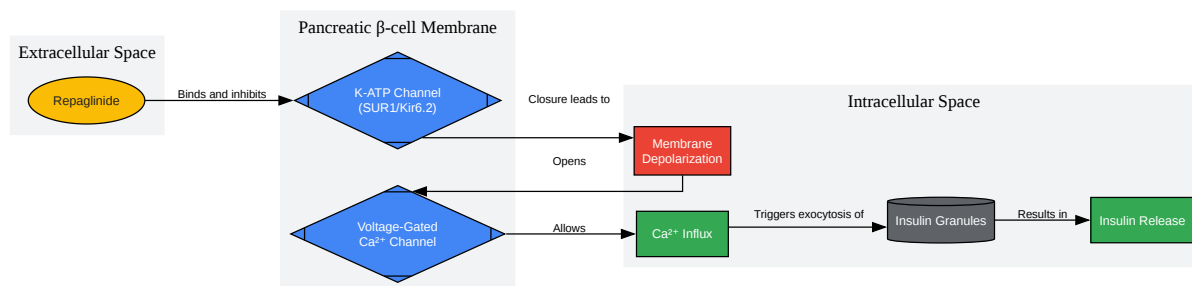 Pancreatic β-cell Membrane
Extracellular Space
Repaglinide
Binds and inhibits
K-ATP Channel
(SUR1/Kir6.2)
Closure leads to
Intracellular Space
Membrane
Depolarization
Opens
Voltage-Gated
Ca²⁺ Channel
Allows
Ca²⁺ Influx
Triggers exocytosis of
Insulin Granules
Results in
Insulin Release